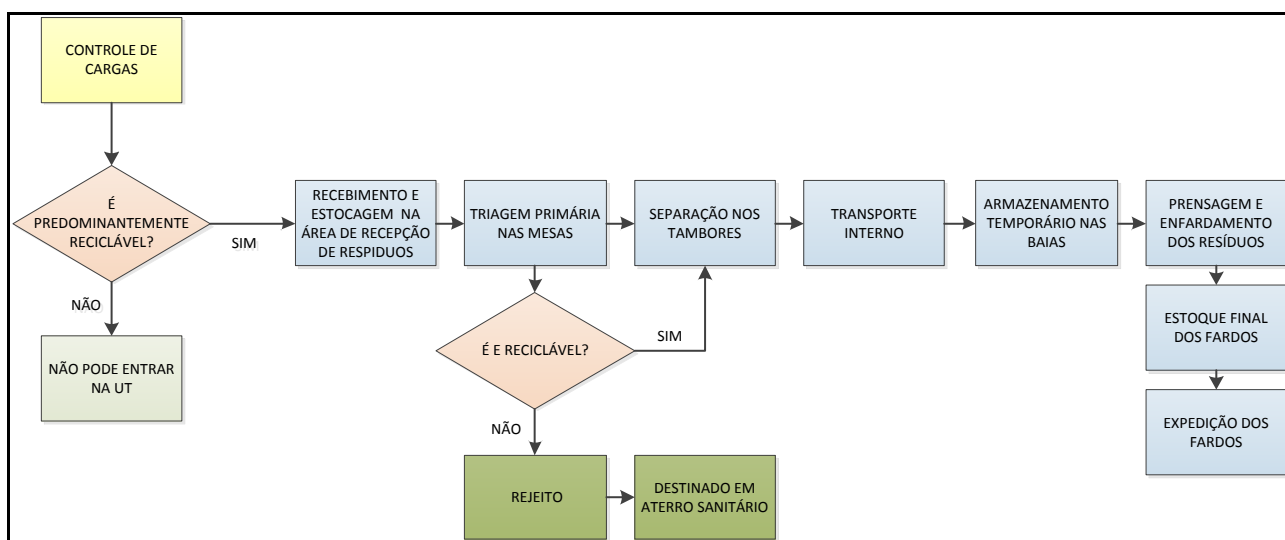 CONTROLE DE
CARGAS
É
PREDOMINANTEMENTE
RECICLÁVEL?
SIM
NÃO
NÃO PODE ENTRAR
NA UT
RECEBIMENTO E
ESTOCAGEM NA
ÁREA DE RECEPÇÃO
DE RESPIDUOS
TRIAGEM PRIMÁRIA
NAS MESAS
SEPARAÇÃO NOS
TAMBORES
TRANSPORTE
INTERNO
ARMAZENAMENTO
TEMPORÁRIO NAS
BAIAS
PRENSAGEM E
ENFARDAMENTO
DOS RESÍDUOS
É E RECICLÁVEL?
SIM
NÃO
REJEITO
DESTINADO EM
ATERRO SANITÁRIO
ESTOQUE FINAL
DOS FARDOS
EXPEDIÇÃO DOS
FARDOS